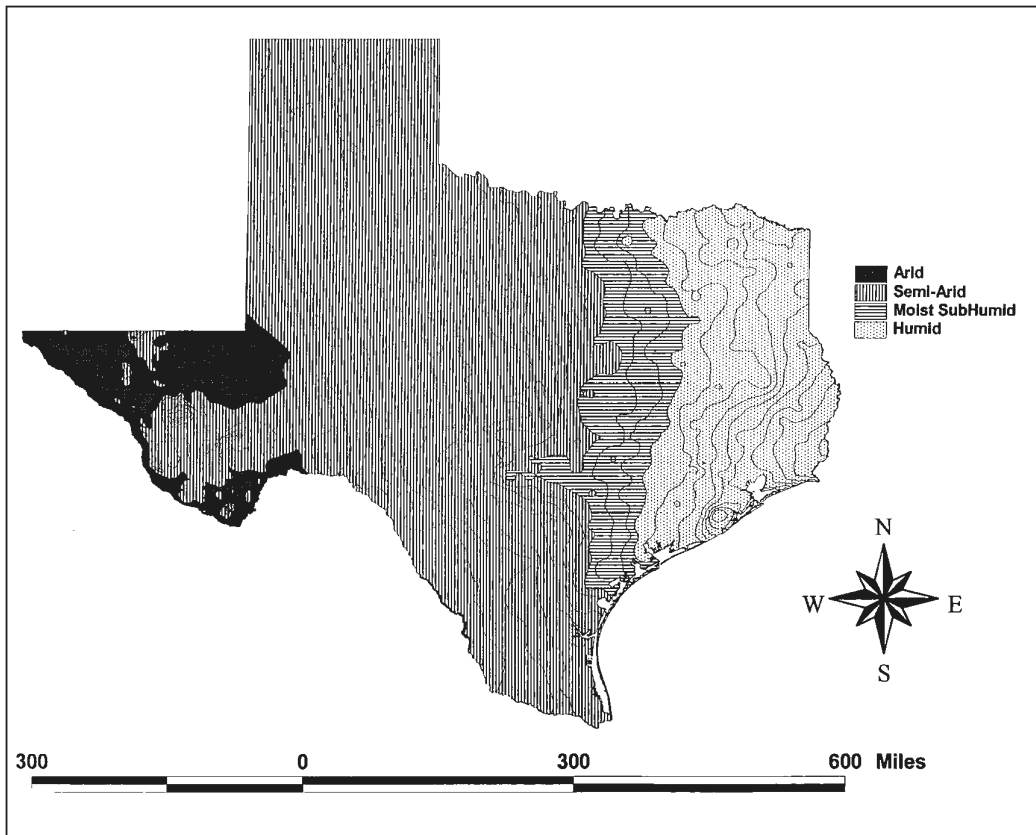 Arid
Semi-Arid
Moist SubHumid
Humid
N
W E
S
300 0 300 600 Miles